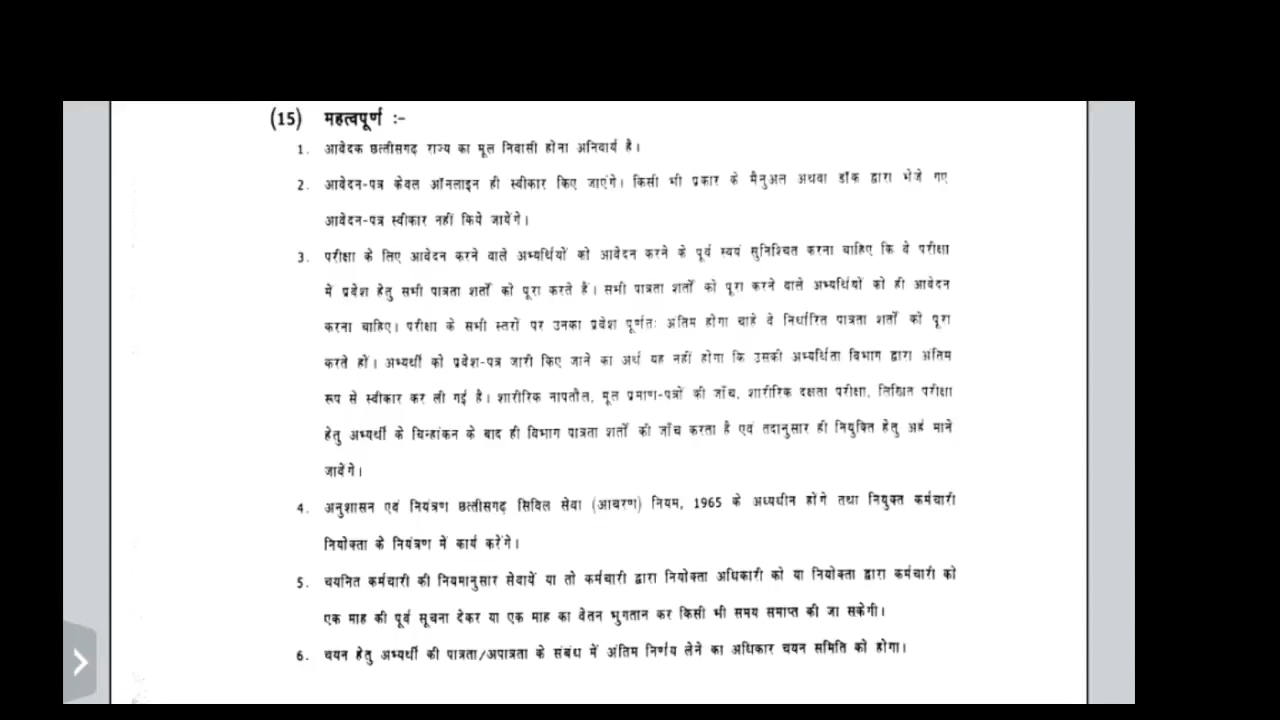 (15) महत्वपूर्ण :-
1. आवेदक छत्तीसगढ़ राज्य का मूल निवासी होना अनिवार्य है।
2. आवेदन-पत्र केवल ऑनलाइन ही स्वीकार किए जाएंगे। किसी भी प्रकार के मैनुअल अथवा डॉक द्वारा भेजे गए
आवेदन-पत्र स्वीकार नहीं किये जायेंगे।
3. परीक्षा के लिए आवेदन करने वाले अभ्यर्थियों को आवेदन करने के पूर्व स्वयं सुनिश्चित करना चाहिए कि वे परीक्षा
में प्रवेश हेतु सभी पात्रता शर्तों को पूरा करते हैं। सभी पात्रता शर्तों को पूरा करने वाले अभ्यर्थियों को ही आवेदन
करना चाहिए। परीक्षा के सभी स्तरों पर उनका प्रवेश पूर्णतः अंतिम होगा चाहे वे निर्धारित पात्रता शर्तों को पूरा
करते हों। अभ्यर्थी को प्रवेश-पत्र जारी किए जाने का अर्थ यह नहीं होगा कि उसकी अभ्यर्थिता विभाग द्वारा अंतिम
रूप से स्वीकार कर ली गई है। शारीरिक नापतौल, मूल प्रमाण-पत्रों की जाँच, शारीरिक दक्षता परीक्षा, लिखित परीक्षा
हेतु अभ्यर्थी के चिन्हांकन के बाद ही विभाग पात्रता शर्तों की जाँच करता है एवं तदानुसार ही नियुक्ति हेतु अर्ह माने
जावेंगे।
4. अनुशासन एवं नियंत्रण छत्तीसगढ़ सिविल सेवा (आचरण) नियम, 1965 के अध्यधीन होंगे तथा नियुक्त कर्मचारी
नियोक्ता के नियंत्रण में कार्य करेंगे।
5. चयनित कर्मचारी की नियमानुसार सेवायें या तो कर्मचारी द्वारा नियोक्ता अधिकारी को या नियोक्ता द्वारा कर्मचारी को
एक माह की पूर्व सूचना देकर या एक माह का वेतन भुगतान कर किसी भी समय समाप्त की जा सकेगी।
6. चयन हेतु अभ्यर्थी की पात्रता/अपात्रता के संबंध में अंतिम निर्णय लेने का अधिकार चयन समिति को होगा।